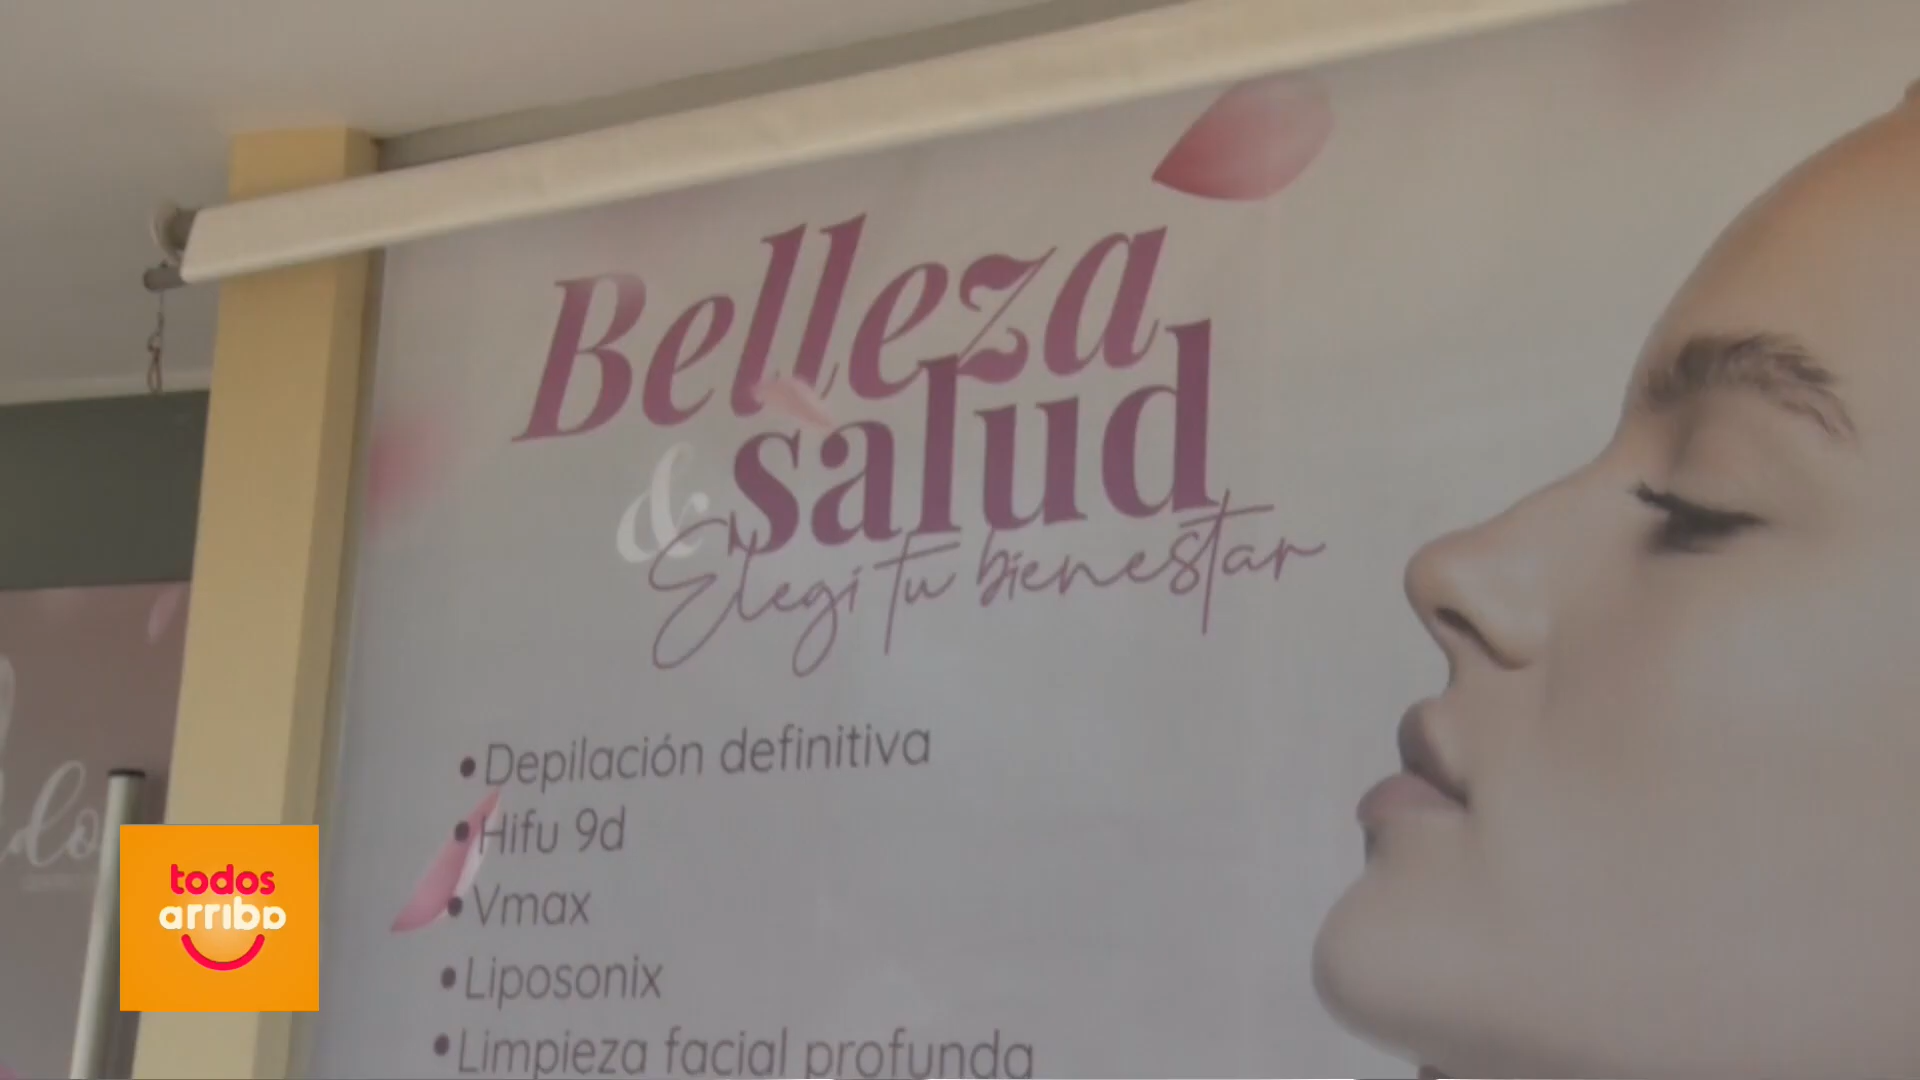 Belleza
& salud
Elegí tu bienestar
• Depilación definitiva
• Hifu 9d
• Vmax
• Liposonix
• Limpieza facial profunda
todos
arriba